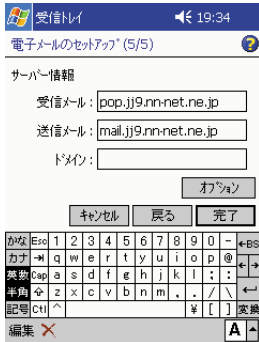 受信トレイ 19:34
電子メールのセットアップ (5/5) ?
サーバー情報
受信メール： pop.jj9.nn-net.ne.jp
送信メール： mail.jj9.nn-net.ne.jp
ドメイン：
オプション
キャンセル 戻る 完了
かな Esc 1 2 3 4 5 6 7 8 9 0 - ←BS
カナ →| q w e r t y u i o p @ ← →
英数 Cap a s d f g h j k l ; :
半角 z x c v b n m , . / \ ↵
記号 Ctl ^ ¥ [ ] 変換
編集 A